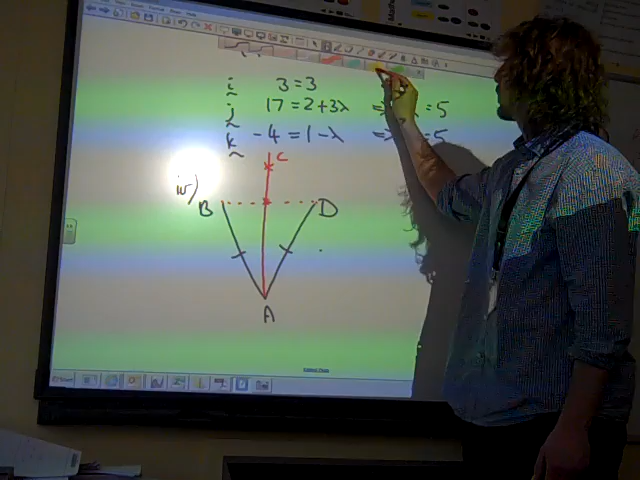 i 3 = 3
j 17 = 2 + 3λ ⇒ = 5
k - 4 = 1 - λ ⇒ = 5
C
iv)
B D
A